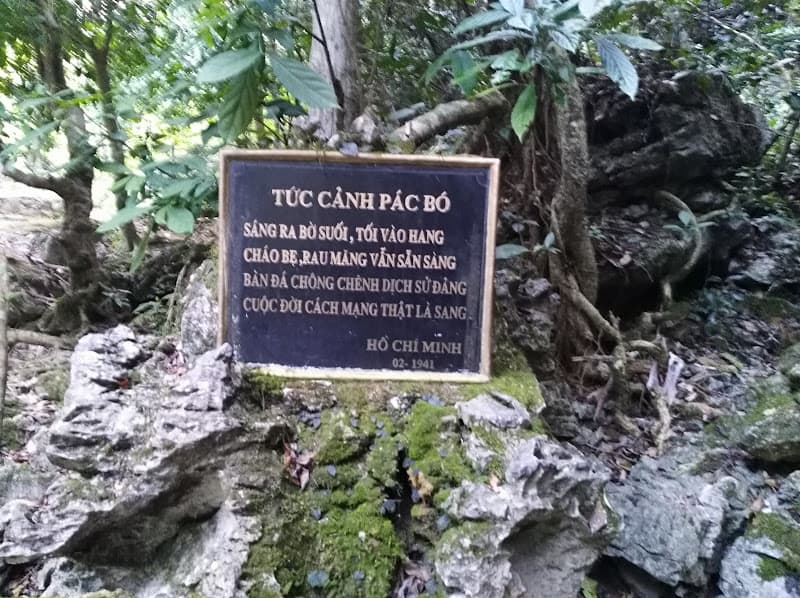 TỨC CẢNH PÁC BÓ
SÁNG RA BỜ SUỐI, TỐI VÀO HANG
CHÁO BẸ, RAU MĂNG VẪN SẴN SÀNG
BÀN ĐÁ CHÔNG CHÊNH DỊCH SỬ ĐẢNG
CUỘC ĐỜI CÁCH MẠNG THẬT LÀ SANG.
HỒ CHÍ MINH
02-1941